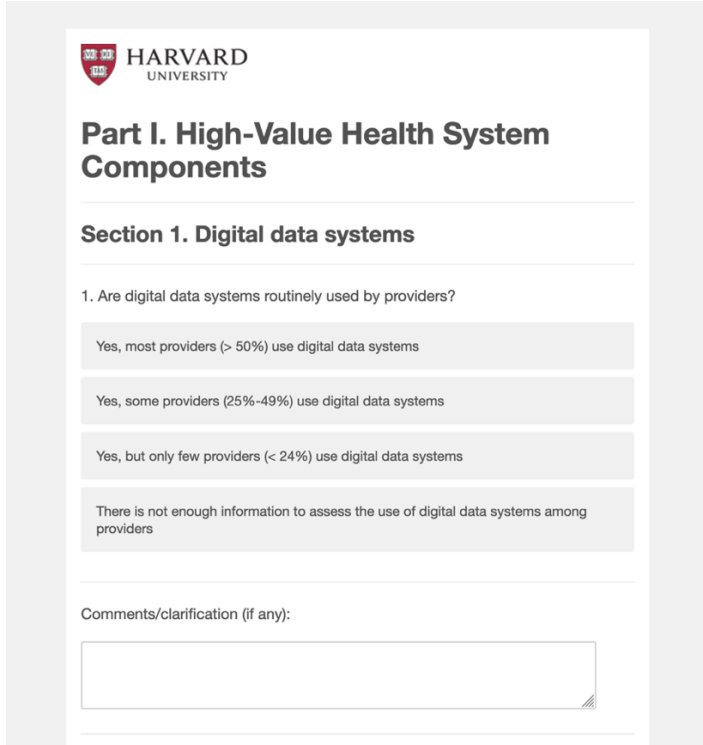 HARVARD
UNIVERSITY
Part I. High-Value Health System
Components
Section 1. Digital data systems
1. Are digital data systems routinely used by providers?
Yes, most providers (> 50%) use digital data systems
Yes, some providers (25%-49%) use digital data systems
Yes, but only few providers (< 24%) use digital data systems
There is not enough information to assess the use of digital data systems among
providers
Comments/clarification (if any):